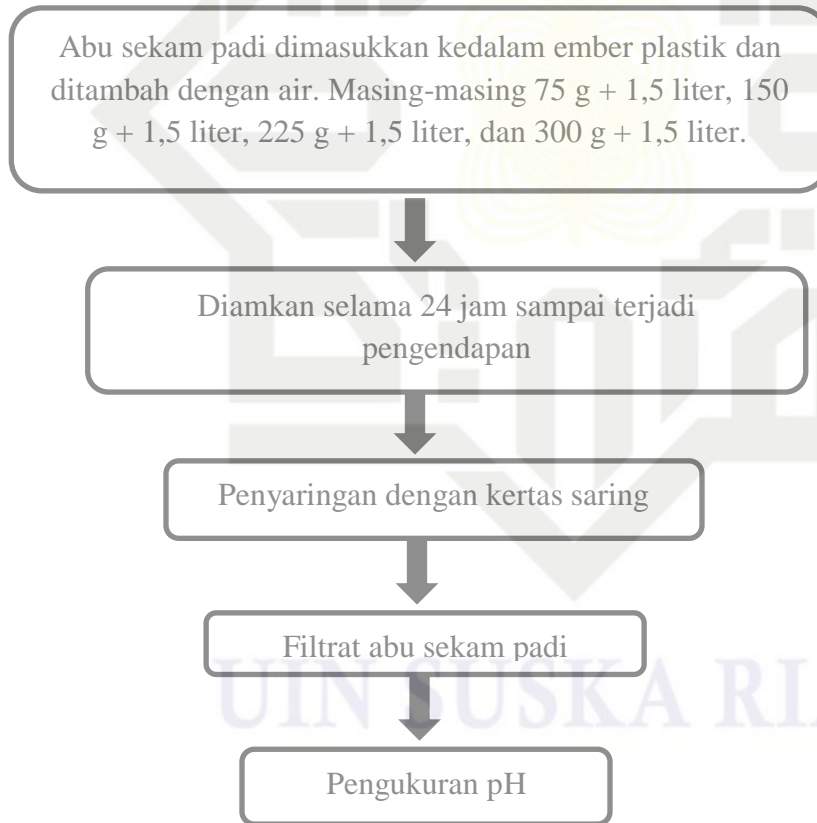 Abu sekam padi dimasukkan kedalam ember plastik dan
ditambah dengan air. Masing-masing 75 g + 1,5 liter, 150
g + 1,5 liter, 225 g + 1,5 liter, dan 300 g + 1,5 liter.
Diamkan selama 24 jam sampai terjadi
pengendapan
Penyaringan dengan kertas saring
Filtrat abu sekam padi
UIN SUSKA RIA
Pengukuran pH